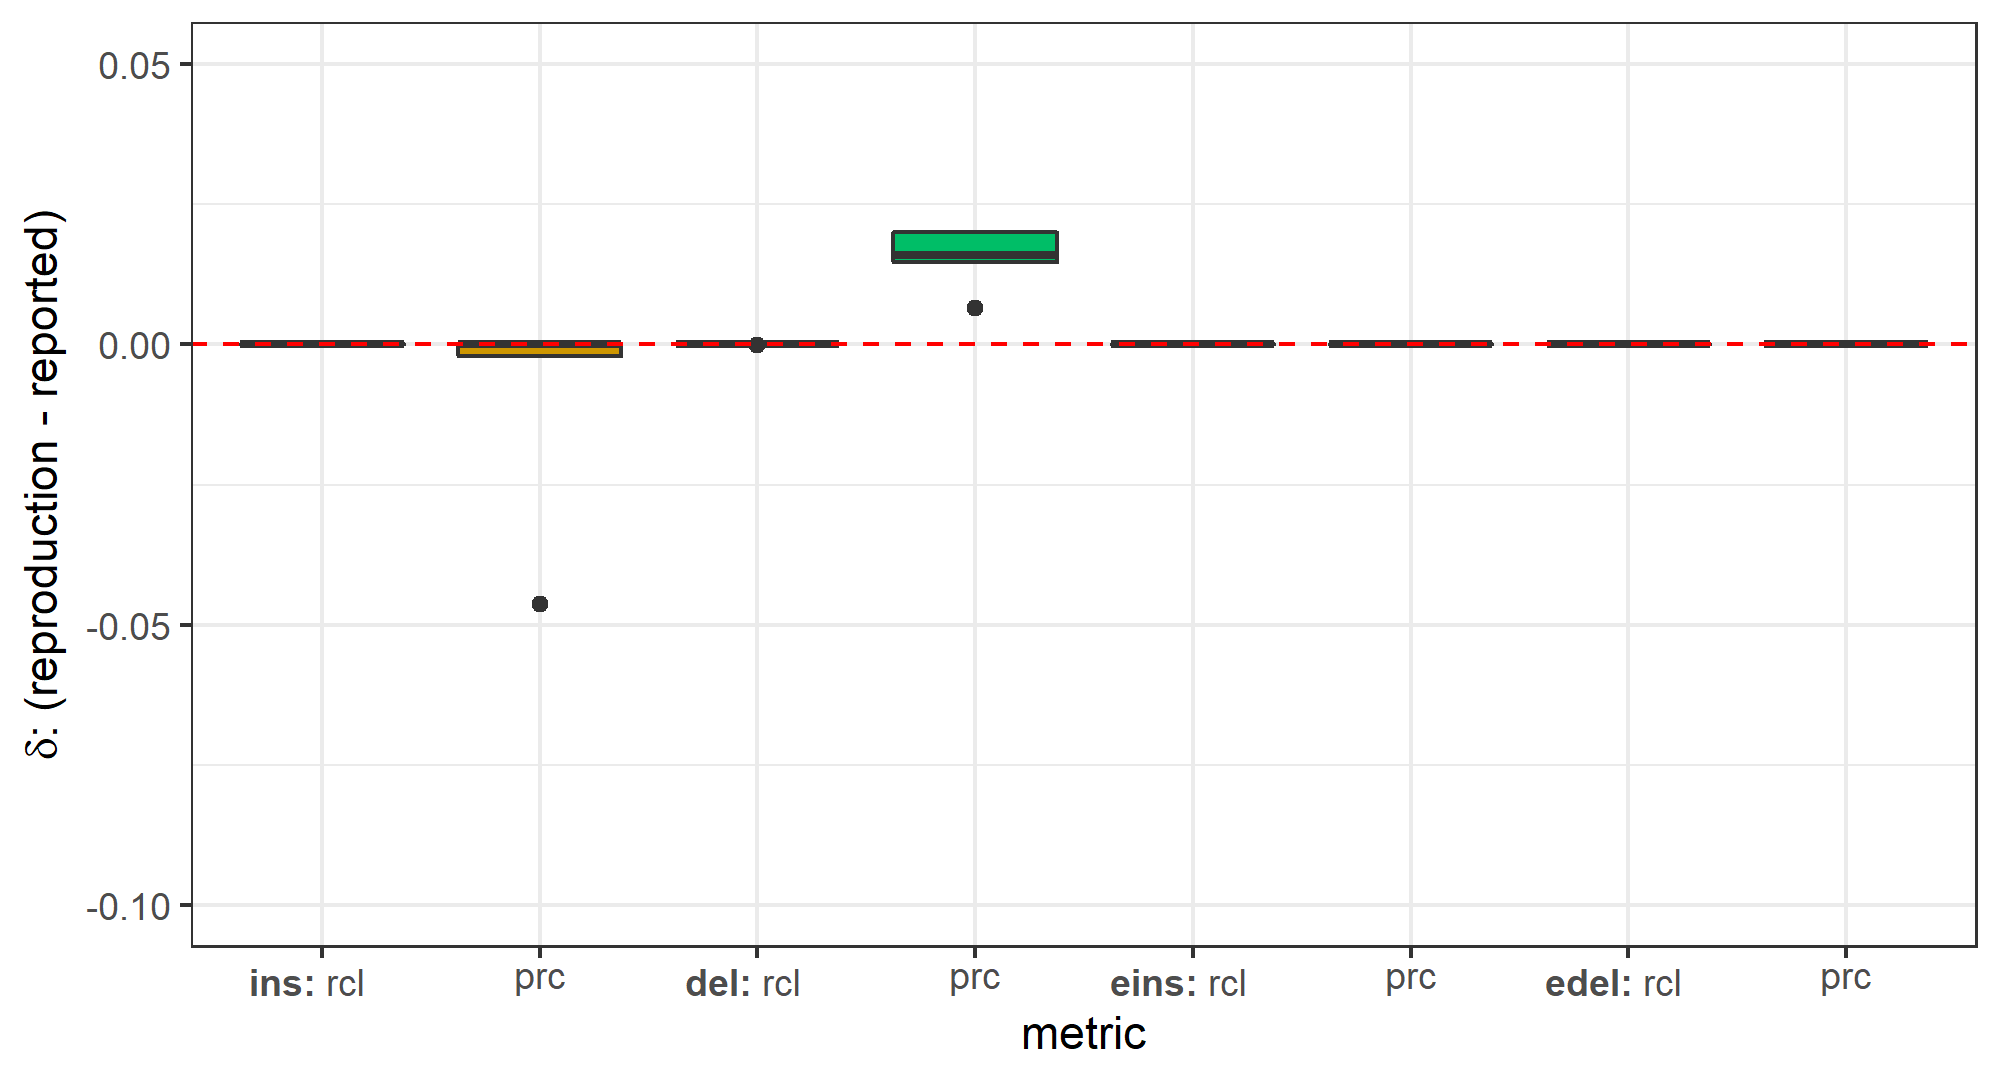 δ: (reproduction - reported)
0.05
0.00
-0.05
-0.10
ins: rcl prc del: rcl prc eins: rcl prc edel: rcl prc
metric